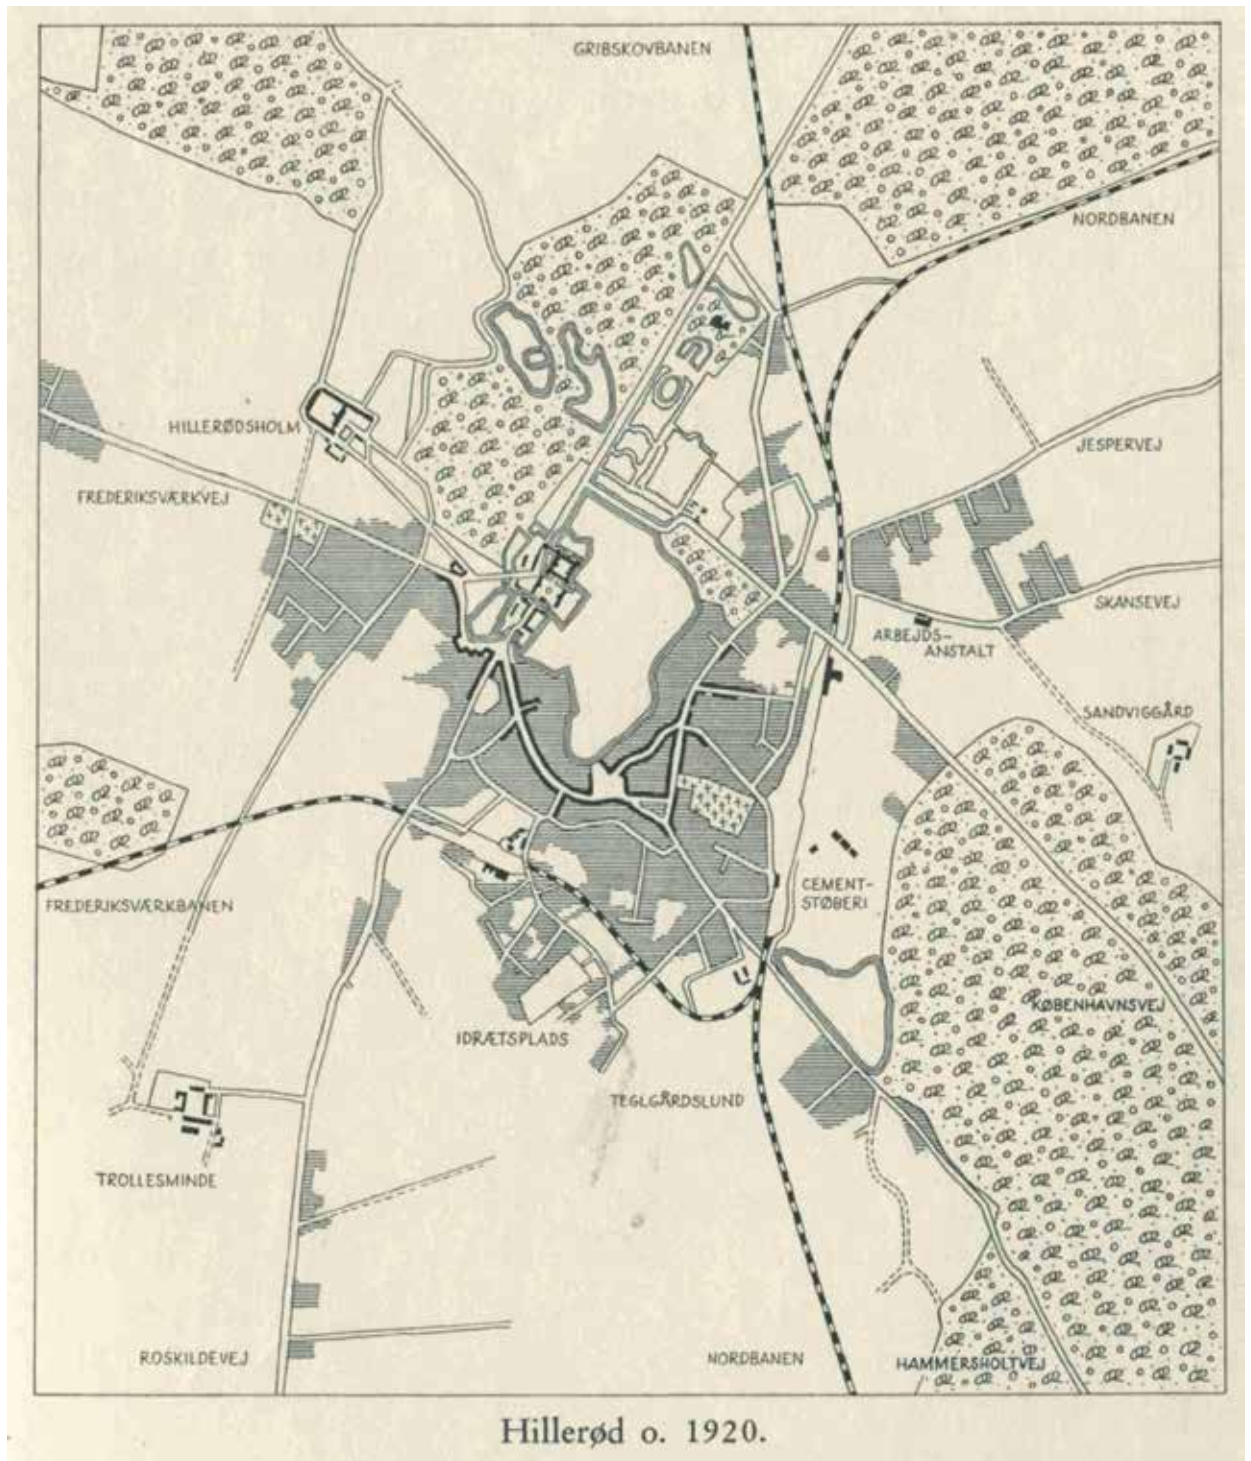 GRIBSKOVBANEN
NORDBANEN
HILLERØDSHOLM
JESPERVEJ
FREDERIKSVÆRKVEJ
SKANSEVEJ
ARBEJDS-
ANSTALT
SANDVIGGÅRD
CEMENT-
STØBERI
FREDERIKSVÆRKBANEN
KØBENHAVNSVEJ
IDRÆTSPLADS
TEGLGÅRDSLUND
TROLLESMINDE
ROSKILDEVEJ
NORDBANEN
HAMMERSHOLTVEJ
Hillerød o. 1920.